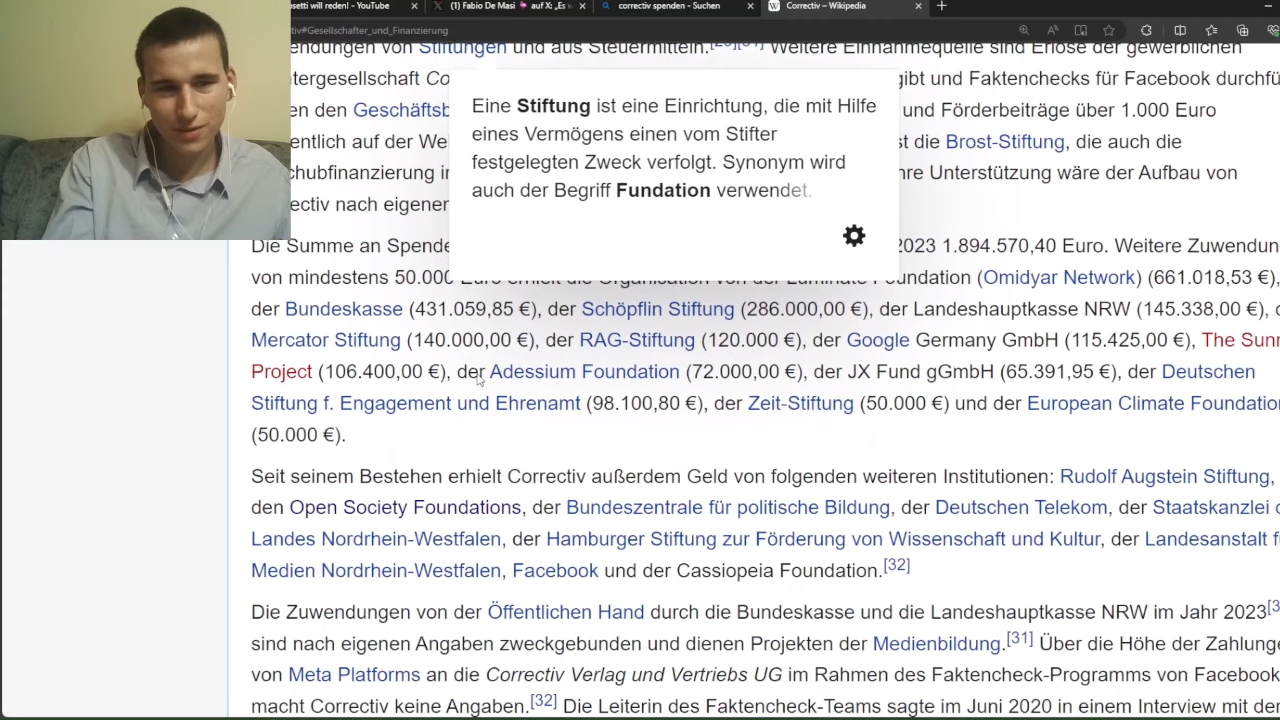 osetti will reden! - YouTube
(1) Fabio De Masi auf X: „Es v
correctiv spenden - Suchen
Correctiv – Wikipedia
tiv#Gesellschafter_und_Finanzierung
endungen von Stiftungen und aus Steuermitteln. Weitere Einnahmequelle sind Erlöse der gewerblichen
tergesellschaft Co gibt und Faktenchecks für Facebook durchfü
en den Geschäftsb und Förderbeiträge über 1.000 Euro
entlich auf der We st die Brost-Stiftung, die auch die
chubfinanzierung in hre Unterstützung wäre der Aufbau von
ectiv nach eigener
Eine Stiftung ist eine Einrichtung, die mit Hilfe
eines Vermögens einen vom Stifter
festgelegten Zweck verfolgt. Synonym wird
auch der Begriff Fundation verwendet.
Die Summe an Spende 2023 1.894.570,40 Euro. Weitere Zuwendun
von mindestens 50.000 Euro erhielt die Organisation von der Luminate Foundation (Omidyar Network) (661.018,53 €),
der Bundeskasse (431.059,85 €), der Schöpflin Stiftung (286.000,00 €), der Landeshauptkasse NRW (145.338,00 €),
Mercator Stiftung (140.000,00 €), der RAG-Stiftung (120.000 €), der Google Germany GmbH (115.425,00 €), The Sunr
Project (106.400,00 €), der Adessium Foundation (72.000,00 €), der JX Fund gGmbH (65.391,95 €), der Deutschen
Stiftung f. Engagement und Ehrenamt (98.100,80 €), der Zeit-Stiftung (50.000 €) und der European Climate Foundation
(50.000 €).
Seit seinem Bestehen erhielt Correctiv außerdem Geld von folgenden weiteren Institutionen: Rudolf Augstein Stiftung,
den Open Society Foundations, der Bundeszentrale für politische Bildung, der Deutschen Telekom, der Staatskanzlei d
Landes Nordrhein-Westfalen, der Hamburger Stiftung zur Förderung von Wissenschaft und Kultur, der Landesanstalt fü
Medien Nordrhein-Westfalen, Facebook und der Cassiopeia Foundation.[32]
Die Zuwendungen von der Öffentlichen Hand durch die Bundeskasse und die Landeshauptkasse NRW im Jahr 2023[3
sind nach eigenen Angaben zweckgebunden und dienen Projekten der Medienbildung.[31] Über die Höhe der Zahlunge
von Meta Platforms an die Correctiv Verlag und Vertriebs UG im Rahmen des Faktencheck-Programms von Facebook
macht Correctiv keine Angaben.[32] Die Leiterin des Faktencheck-Teams sagte im Juni 2020 in einem Interview mit der